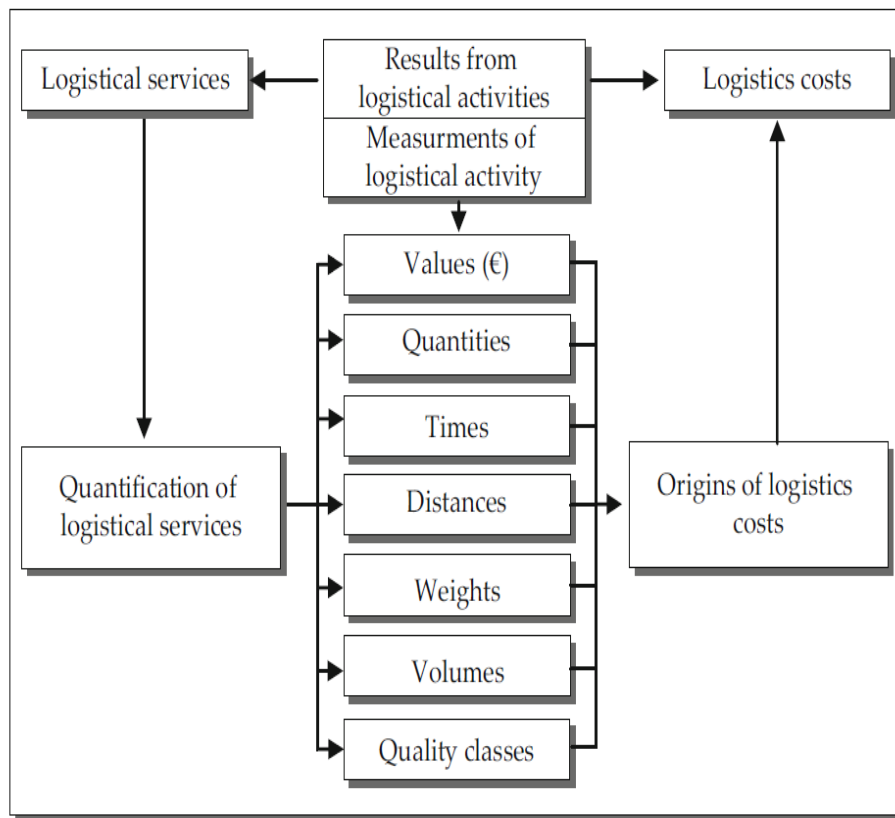 Logistical services
Results from
logistical activities
Measurments of
logistical activity
Logistics costs
Values (€)
Quantities
Times
Distances
Weights
Volumes
Quality classes
Quantification of
logistical services
Origins of logistics
costs